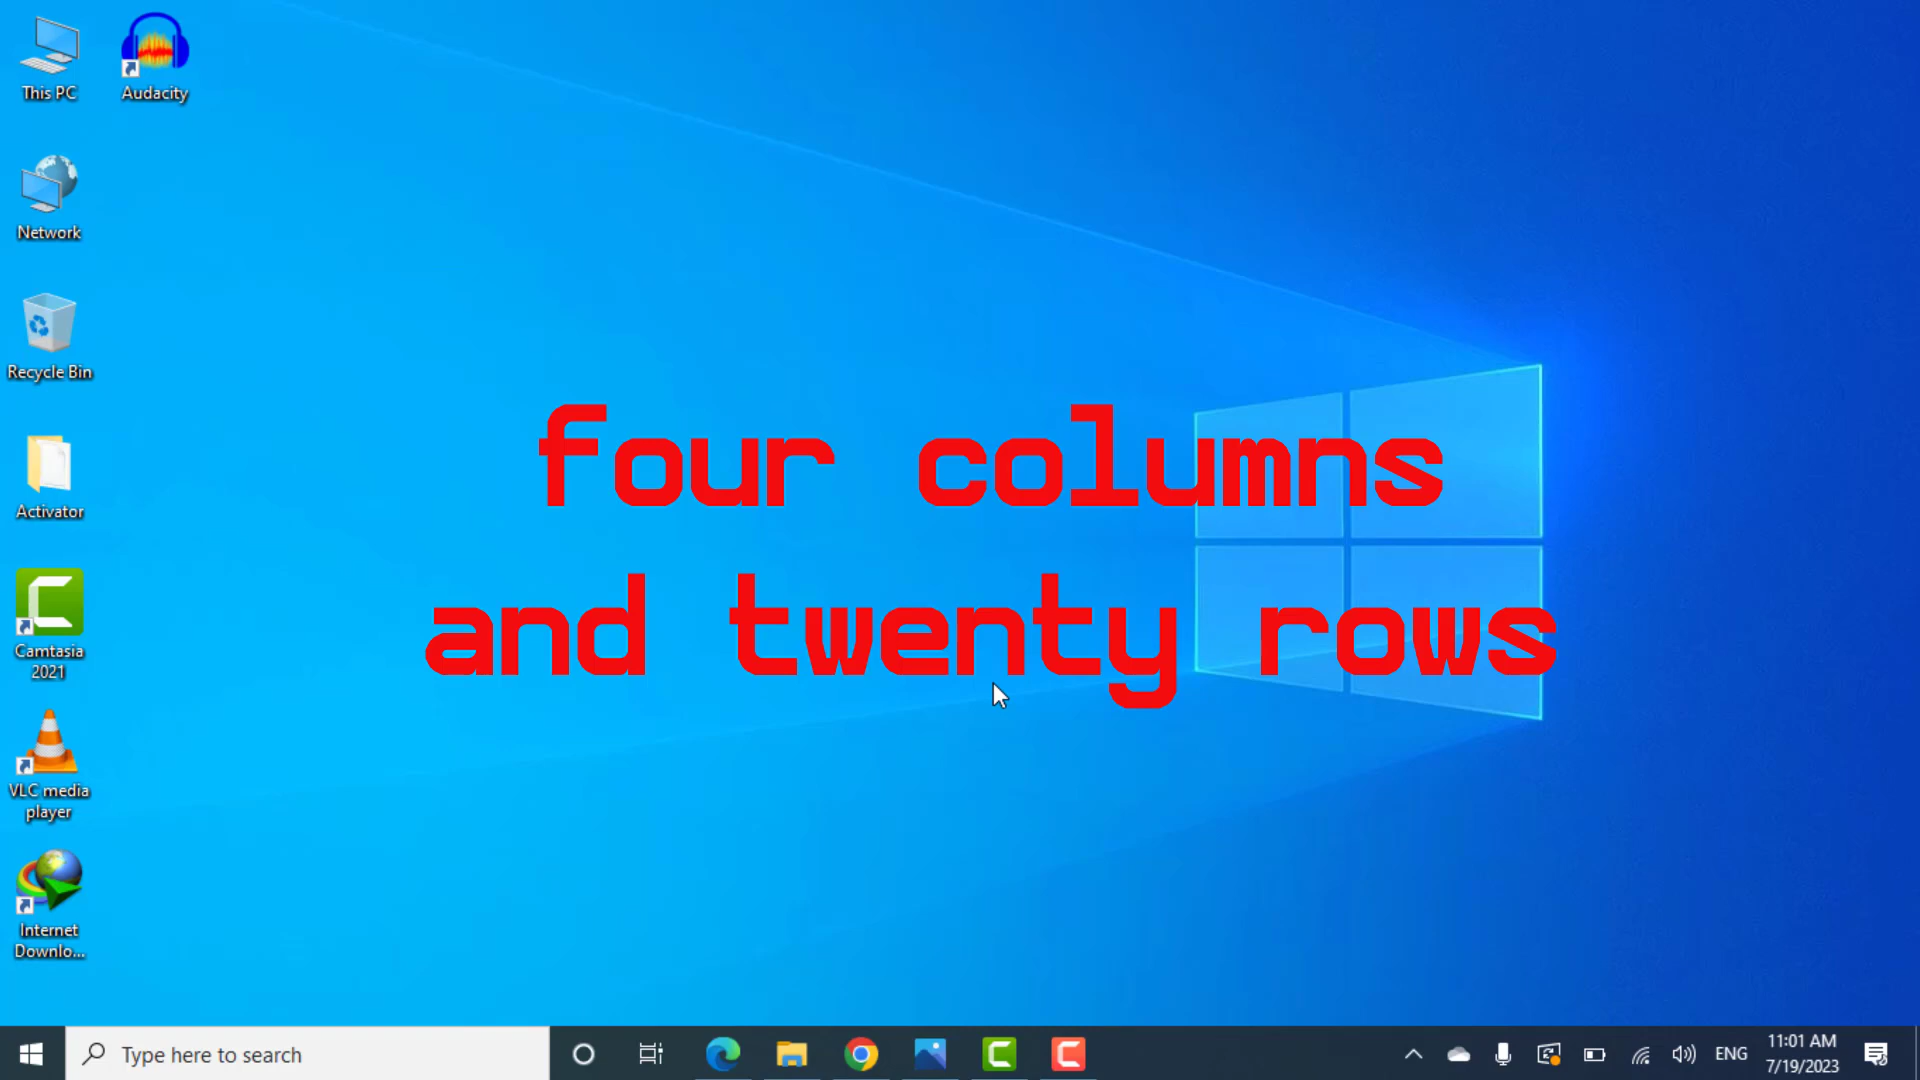 This PC
Audacity
Network
Recycle Bin
Activator
Camtasia
2021
VLC media
player
Internet
Downlo...
four columns
and twenty rows
Type here to search
ENG
11:01 AM
7/19/2023